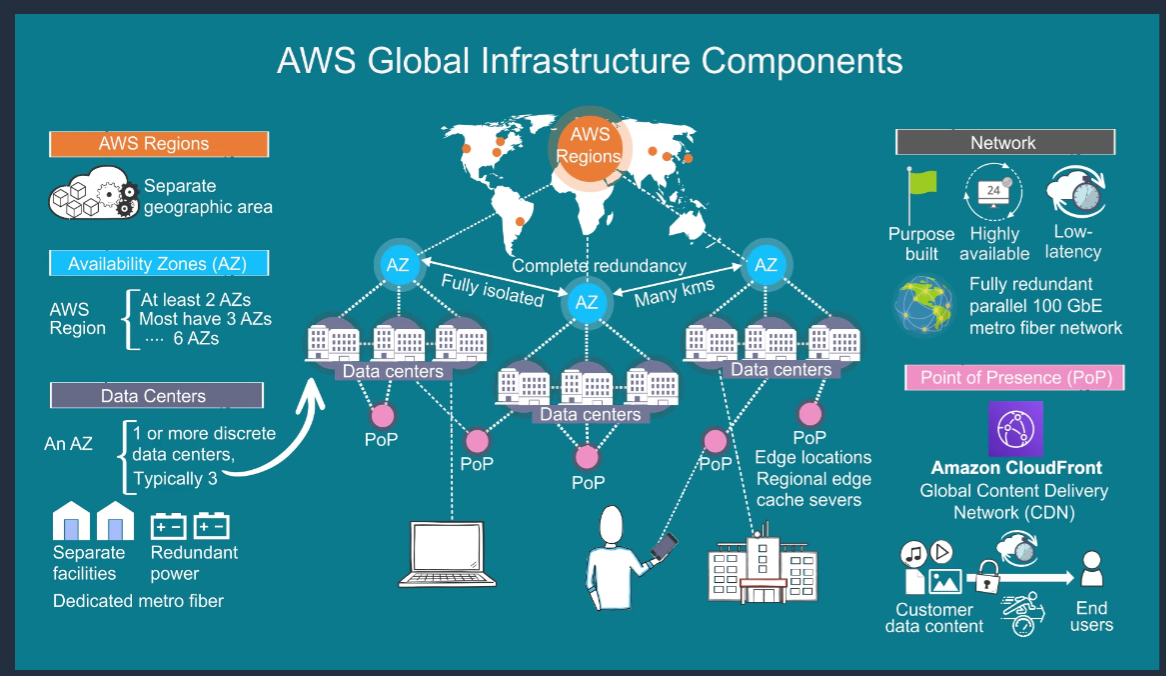 AWS Global Infrastructure Components
AWS Regions
Separate
geographic area
Availability Zones (AZ)
AWS
Region
At least 2 AZs
Most have 3 AZs
···· 6 AZs
Data Centers
An AZ
1 or more discrete
data centers,
Typically 3
Separate
facilities
Redundant
power
Dedicated metro fiber
AWS
Regions
AZ
AZ
AZ
Complete redundancy
Fully isolated
Many kms
Data centers
Data centers
Data centers
PoP
PoP
PoP
PoP
PoP
Edge locations
Regional edge
cache severs
Network
24
Purpose
built
Highly
available
Low-
latency
Fully redundant
parallel 100 GbE
metro fiber network
Point of Presence (PoP)
Amazon CloudFront
Global Content Delivery
Network (CDN)
Customer
data content
End
users